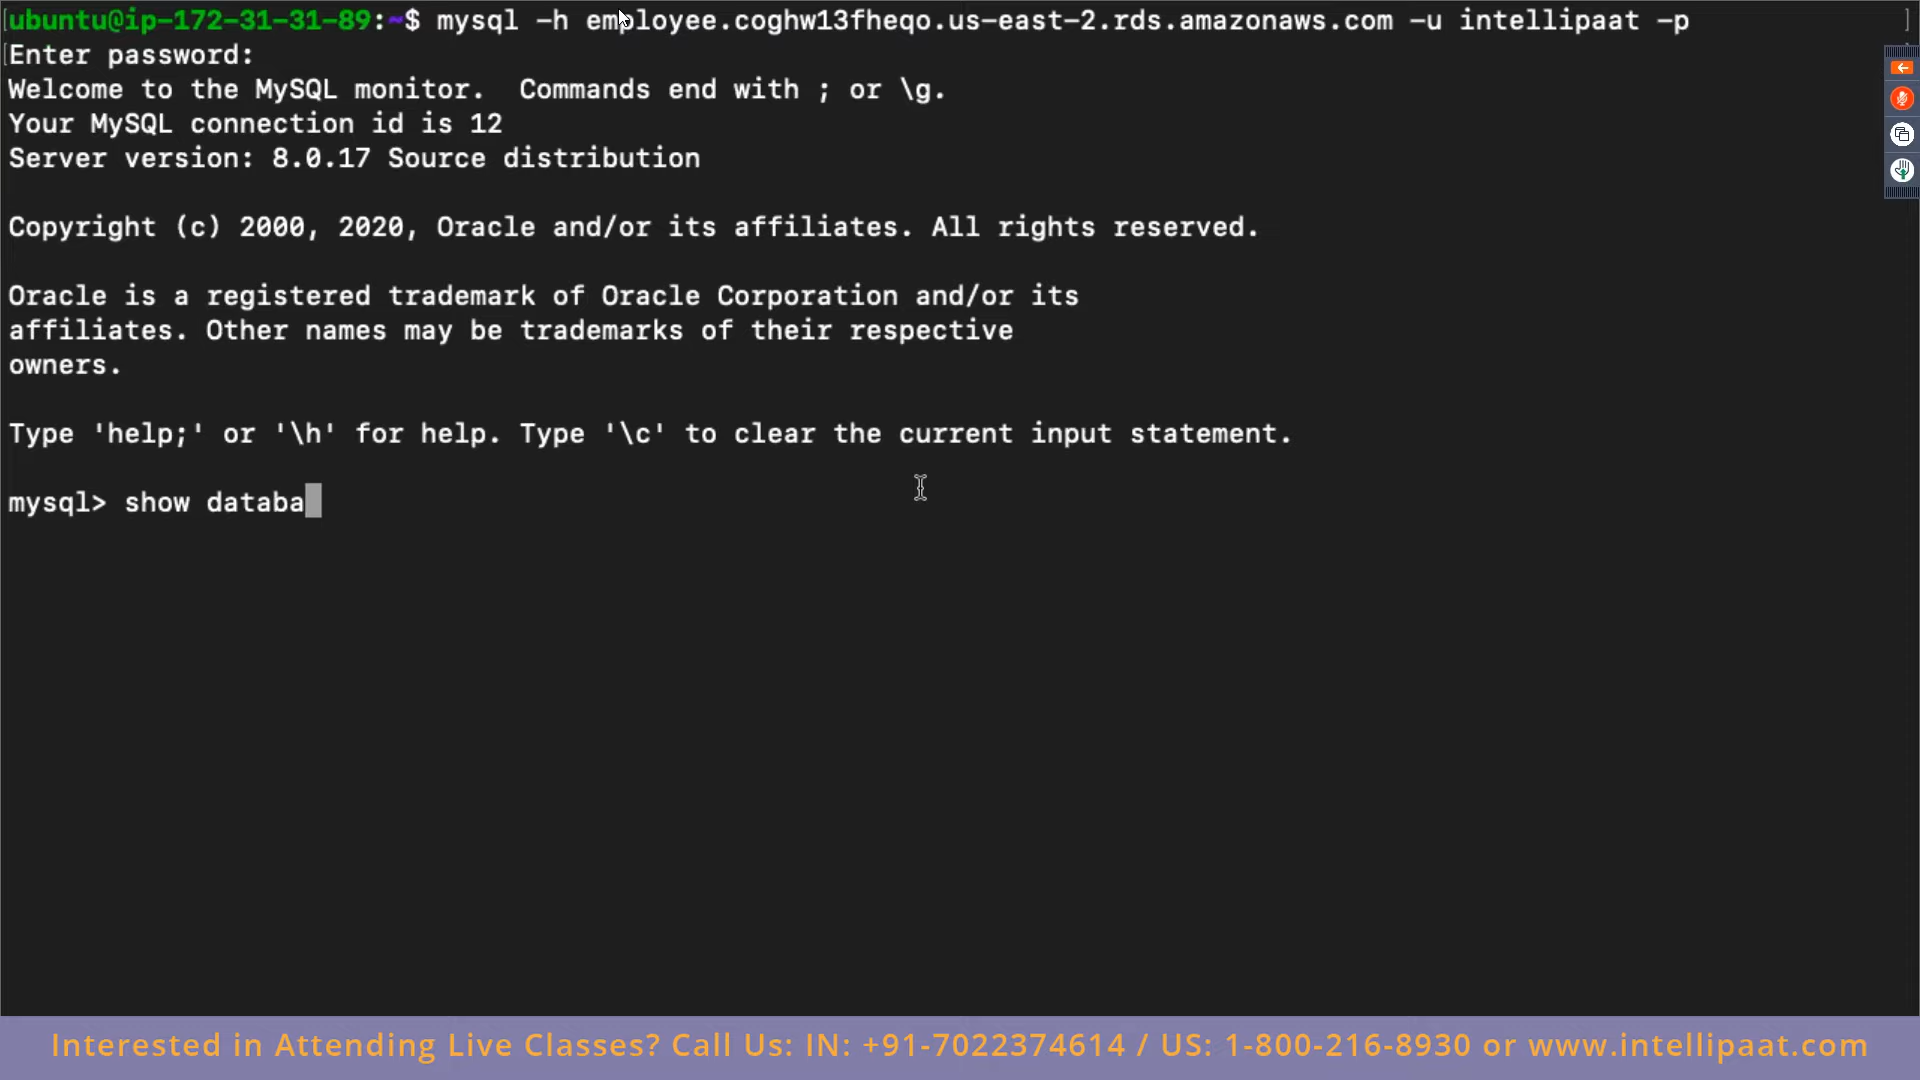 ubuntu@ip-172-31-31-89:~$ mysql -h employee.coghw13fheqo.us-east-2.rds.amazonaws.com -u intellipaat -p
Enter password:
Welcome to the MySQL monitor.  Commands end with ; or \g.
Your MySQL connection id is 12
Server version: 8.0.17 Source distribution
Copyright (c) 2000, 2020, Oracle and/or its affiliates. All rights reserved.
Oracle is a registered trademark of Oracle Corporation and/or its
affiliates. Other names may be trademarks of their respective
owners.
Type 'help;' or '\h' for help. Type '\c' to clear the current input statement.
mysql> show databa
Interested in Attending Live Classes? Call Us: IN: +91-7022374614 / US: 1-800-216-8930 or www.intellipaat.com